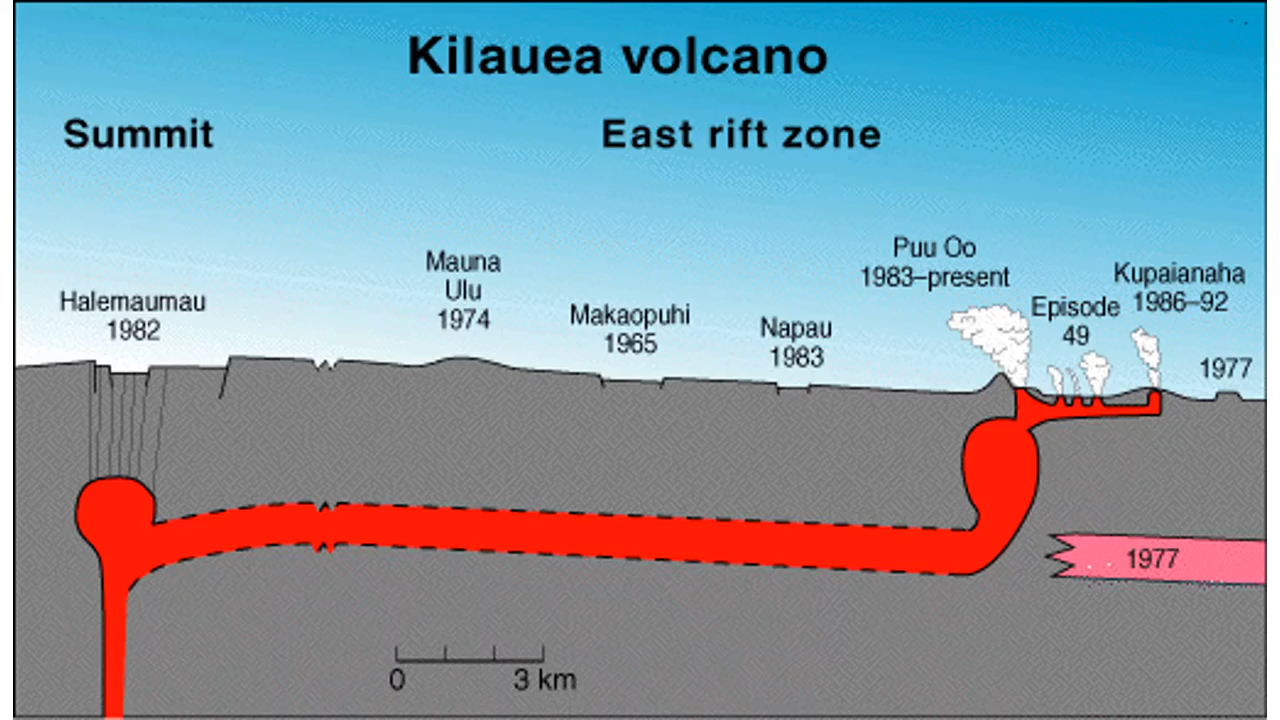 Kilauea volcano
Summit
East rift zone
Halemaumau
1982
Mauna
Ulu
1974
Makaopuhi
1965
Napau
1983
Puu Oo
1983–present
Episode
49
Kupaianaha
1986–92
1977
1977
0
3 km